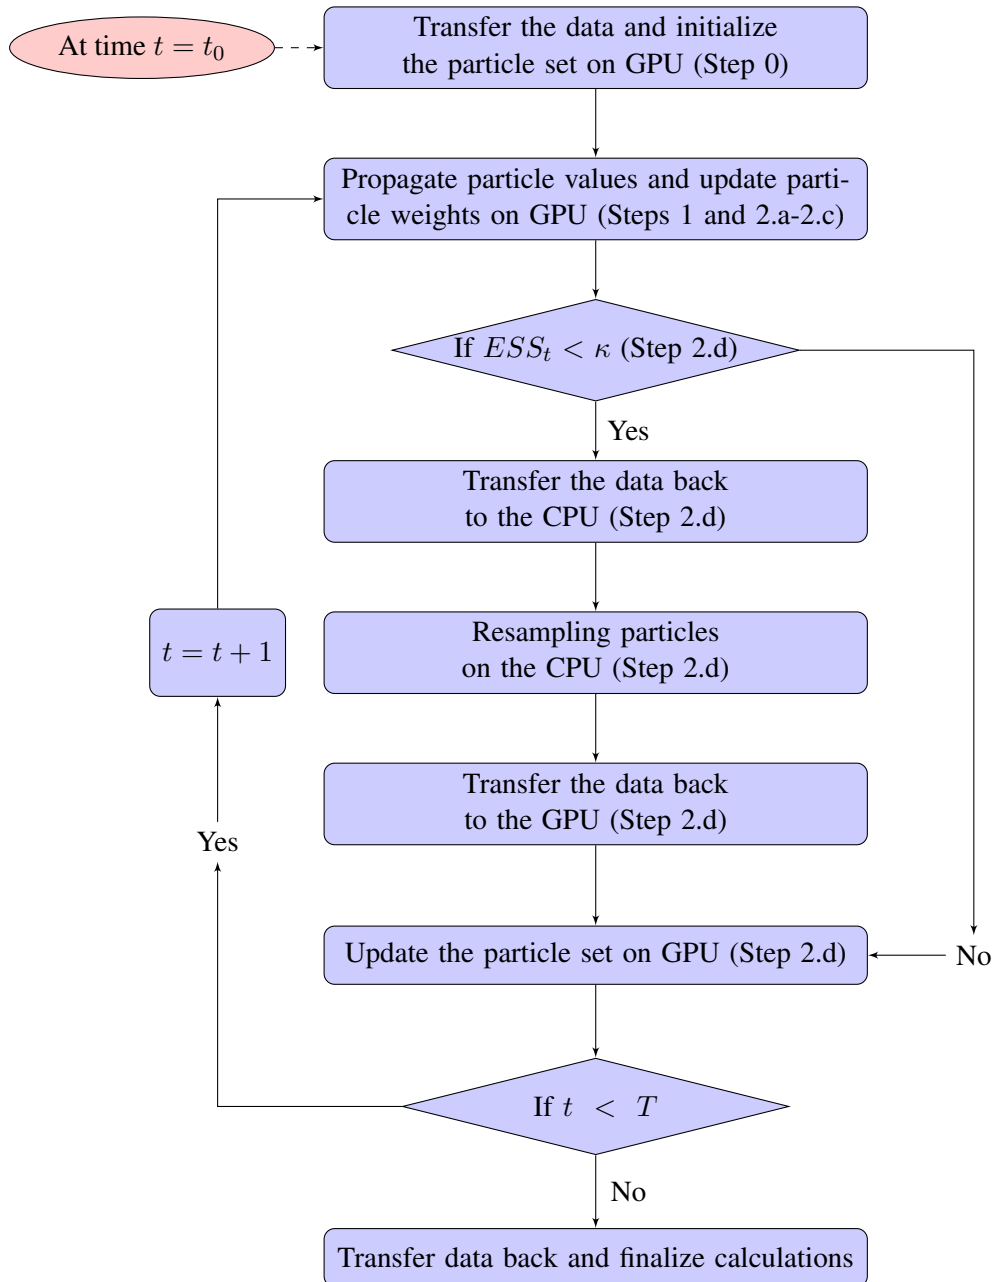 At time t = t₀
Transfer the data and initialize
the particle set on GPU (Step 0)
Propagate particle values and update parti-
cle weights on GPU (Steps 1 and 2.a-2.c)
If ESSₜ < κ (Step 2.d)
Yes
Transfer the data back
to the CPU (Step 2.d)
Resampling particles
on the CPU (Step 2.d)
t = t + 1
Transfer the data back
to the GPU (Step 2.d)
Yes
Update the particle set on GPU (Step 2.d)
No
If t < T
No
Transfer data back and finalize calculations